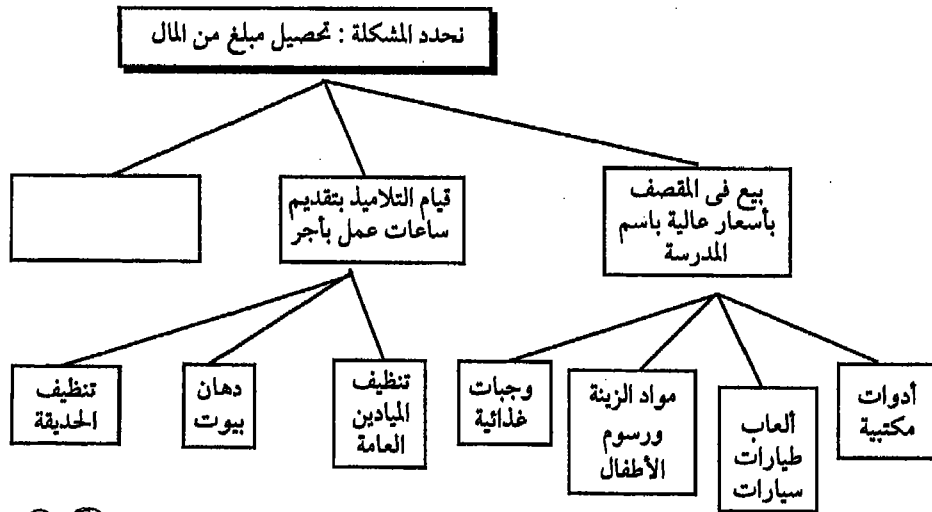 نحدد المشكلة : تحصيل مبلغ من المال
بيع فى المقصف
بأسعار عالية باسم
المدرسة
قيام التلاميذ بتقديم
ساعات عمل بأجر
أدوات
مكتبية
ألعاب
طيارات
سيارات
مواد الزينة
ورسوم
الأطفال
وجبات
غذائية
تنظيف
الميادين
العامة
دهان
بيوت
تنظيف
الحديقة